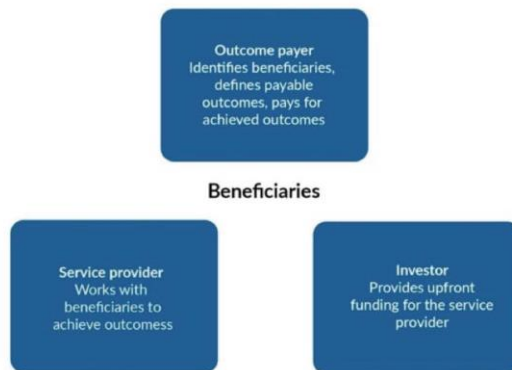 Outcome payer
Identifies beneficiaries,
defines payable
outcomes, pays for
achieved outcomes
Beneficiaries
Service provider
Works with
beneficiaries to
achieve outcomess
Investor
Provides upfront
funding for the service
provider